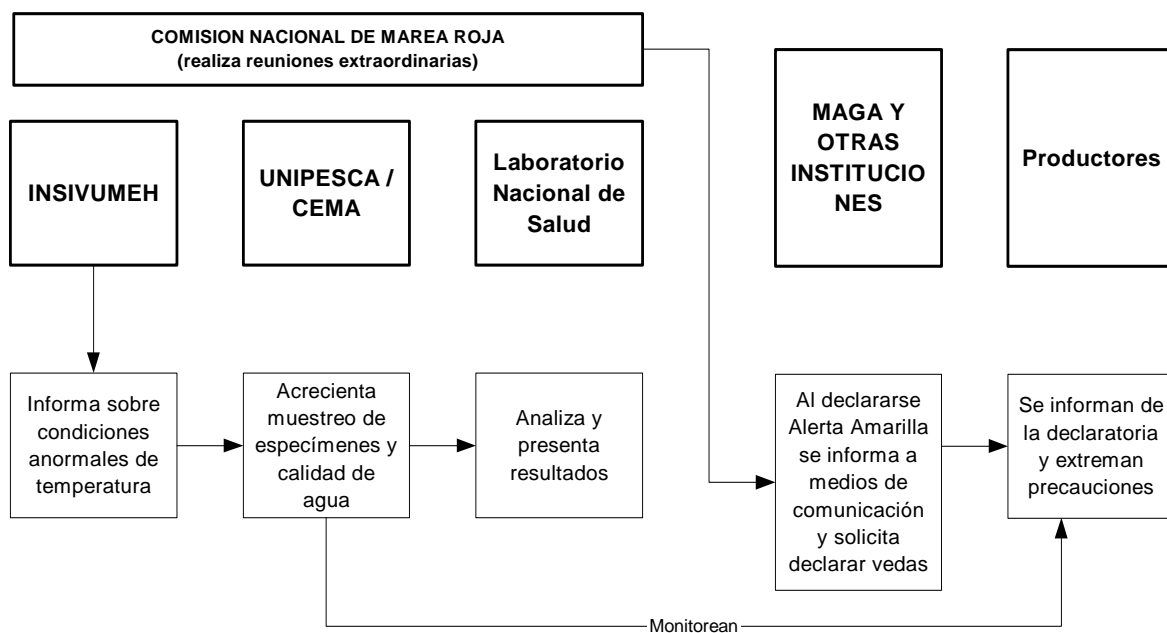 COMISION NACIONAL DE MAREA ROJA
(realiza reuniones extraordinarias)
INSIVUMEH
UNIPESCA /
CEMA
Laboratorio
Nacional de
Salud
MAGA Y
OTRAS
INSTITUCIO
NES
Productores
Informa sobre
condiciones
anormales de
temperatura
Acrecienta
muestreo de
especímenes y
calidad de
agua
Analiza y
presenta
resultados
Al declararse
Alerta Amarilla
se informa a
medios de
comunicación
y solicita
declarar vedas
Se informan de
la declaratoria
y extreman
precauciones
Monitorean